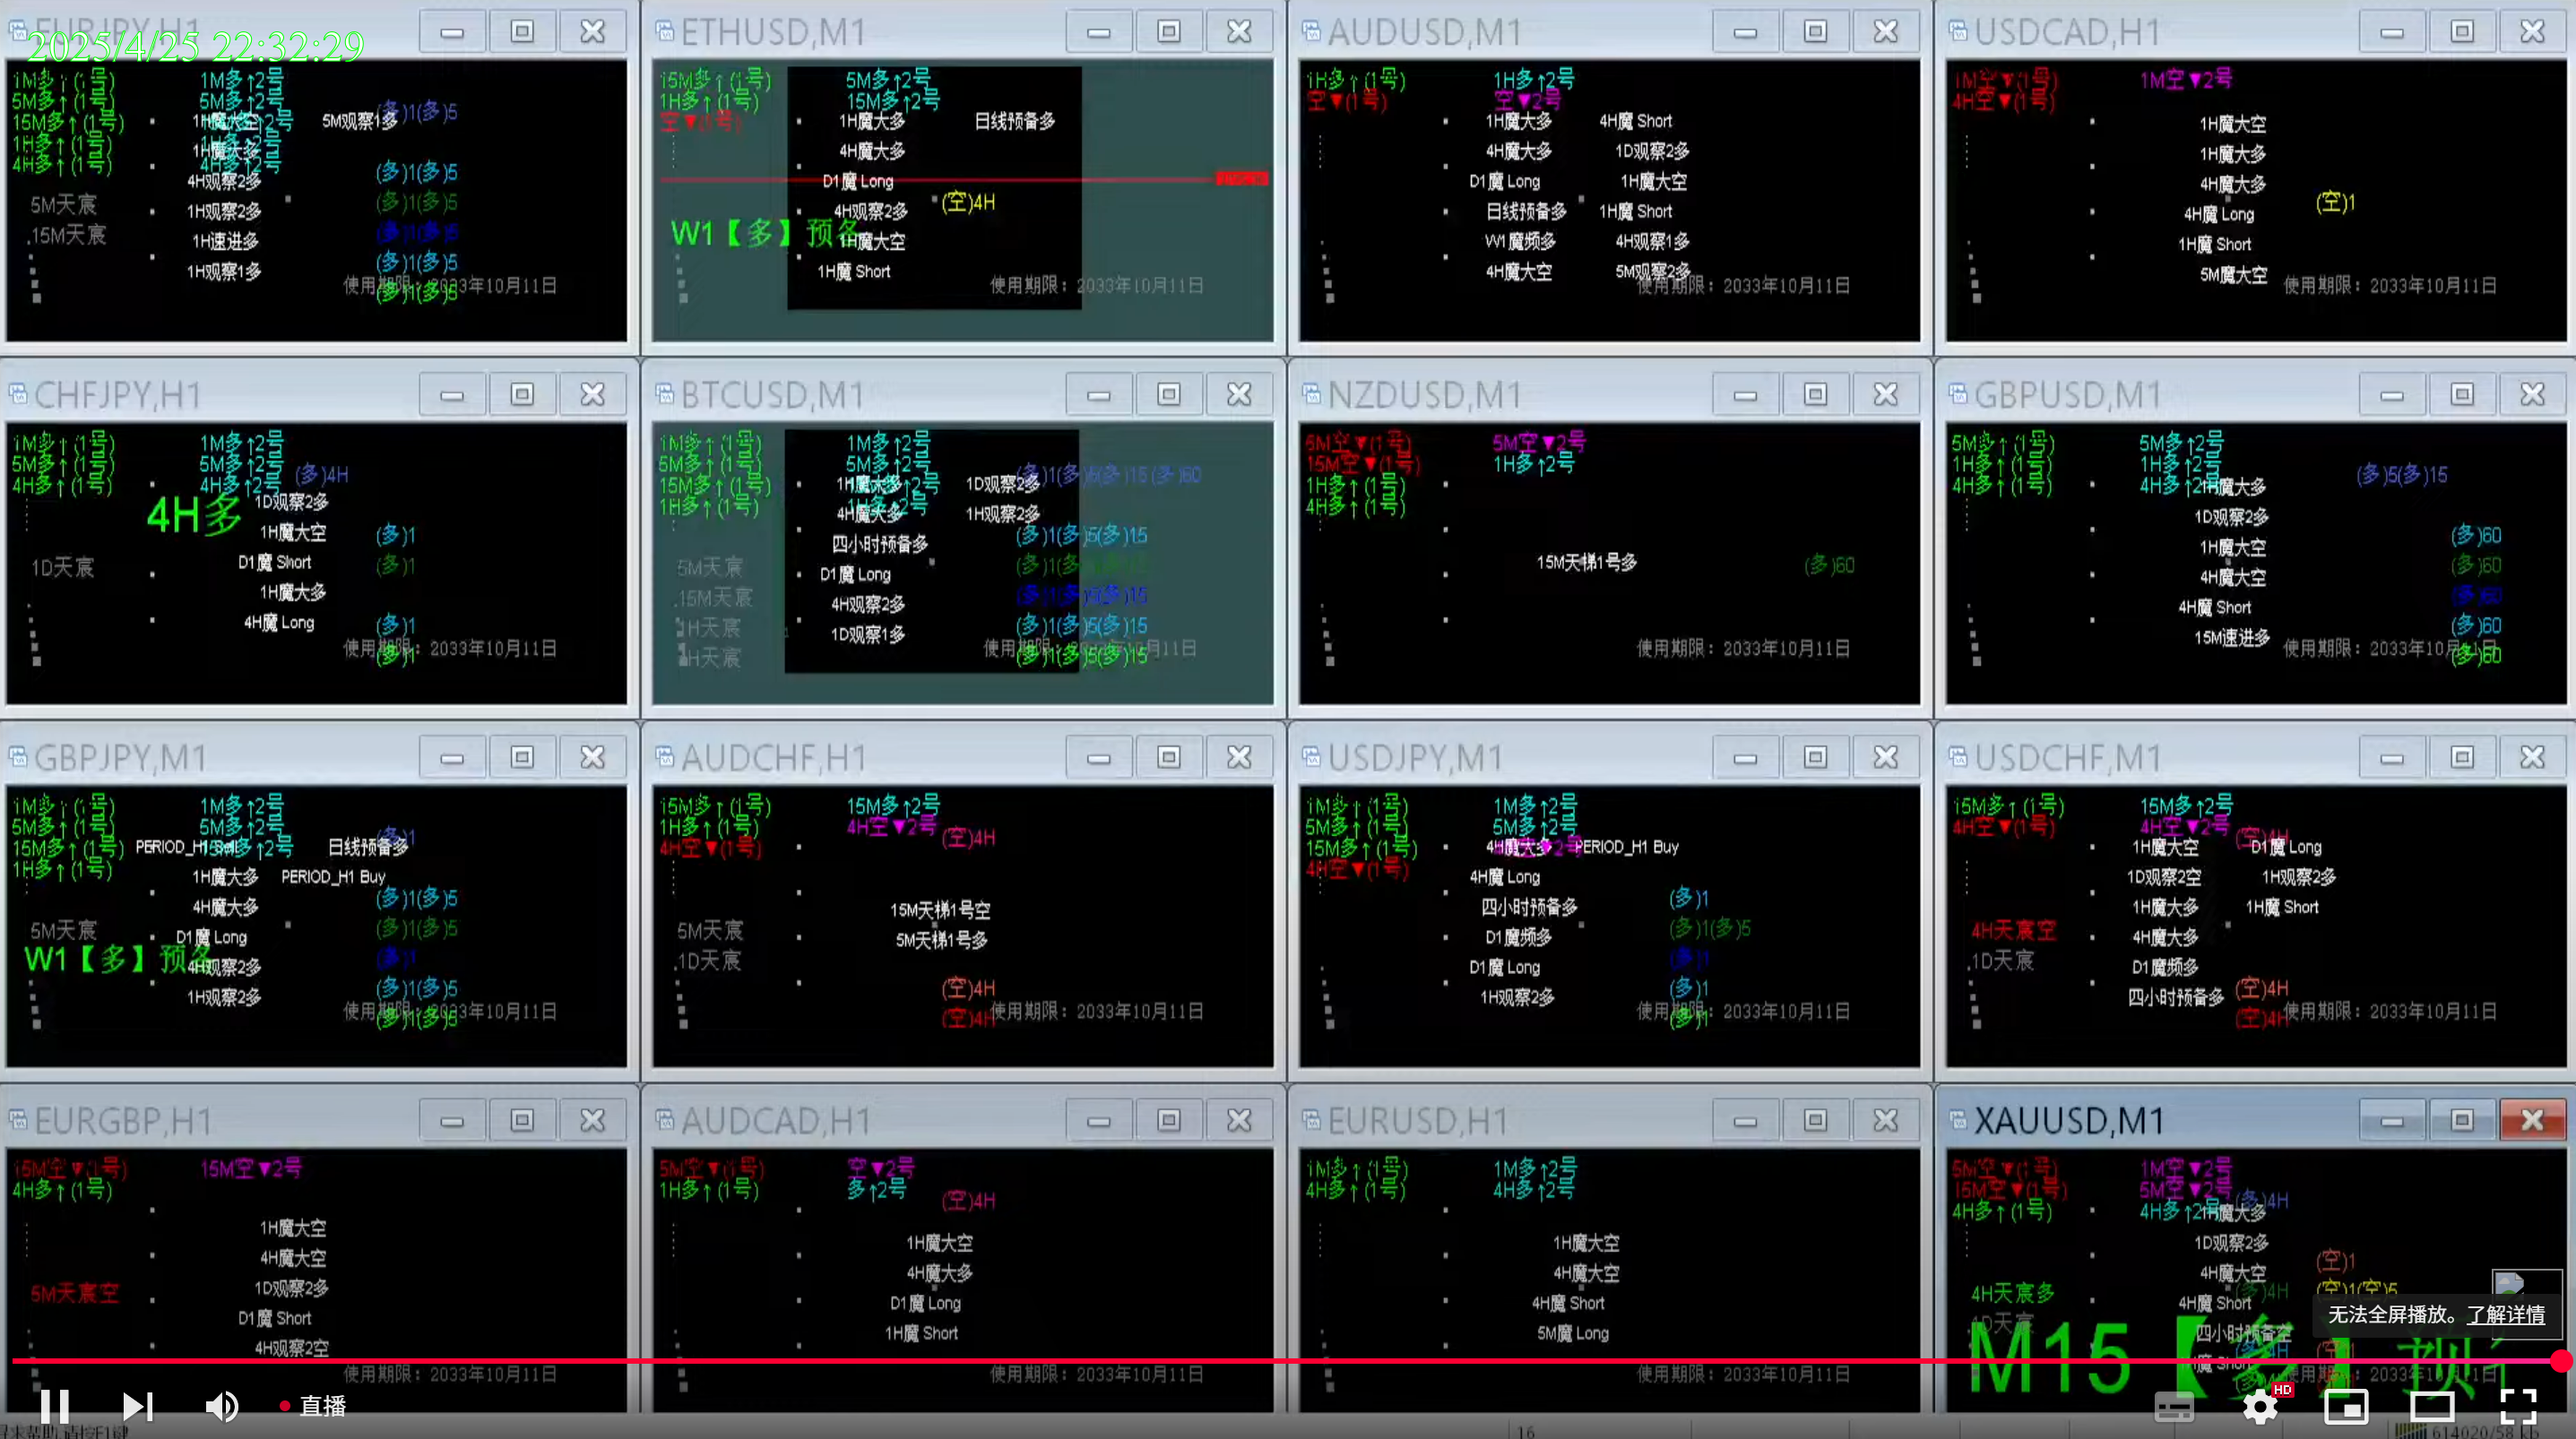 EURJPY,H1
2025/4/25 22:32:29
1M多↑(1号) 1M多↑2号
5M多↑(1号) 5M多↑2号 (多)1(多)5
15M多↑(1号) 5M观察1多
1H多↑(1号) 1H魔大多
4H多↑(1号) 4H多↑2号 (多)1(多)5
4H观察2多
5M天宸 1H观察2多 (多)1(多)5
15M天宸 1H速进多 (多)1(多)5
1H观察1多 (多)1(多)5
使用期限：2033年10月11日
(多)1(多)5
ETHUSD,M1
15M多↑(1号) 5M多↑2号
1H多↑(1号) 15M多↑2号
空▼(1号) 1H魔大多 日线预备多
4H魔大多
D1魔 Long
4H观察2多 (空)4H
W1【多】预备 1H魔大空
1H魔 Short
使用期限：2033年10月11日
AUDUSD,M1
1H多↑(1号) 1H多↑2号
空▼(1号) 空▼2号
1H魔大多 4H魔 Short
4H魔大多 1D观察2多
D1魔 Long 1H魔大空
日线预备多 1H魔 Short
W1魔频多 4H观察1多
4H魔大空 5M观察2多
使用期限：2033年10月11日
USDCAD,H1
1M空▼(1号) 1M空▼2号
4H空▼(1号)
1H魔大空
1H魔大多
4H魔大多 (空)1
4H魔 Long
1H魔 Short
5M魔大空
使用期限：2033年10月11日
CHFJPY,H1
1M多↑(1号) 1M多↑2号
5M多↑(1号) 5M多↑2号 (多)4H
4H多↑(1号) 4H多↑2号
4H多 1D观察2多
1H魔大空 (多)1
1D天宸 D1魔 Short (多)1
1H魔大多
4H魔 Long (多)1
使用期限：2033年10月11日
(多)1
BTCUSD,M1
1M多↑(1号) 1M多↑2号
5M多↑(1号) 5M多↑2号 (多)1(多)5(多)15(多)60
15M多↑(1号) 1H魔大多 1D观察2多
1H多↑(1号) 4H魔大多 1H观察2多
四小时预备多 (多)1(多)5(多)15
5M天宸 D1魔 Long
15M天宸 4H观察2多 (多)1(多)5(多)15
1H天宸 1D观察1多 (多)1(多)5(多)15
H天宸 使用期限：2033年10月11日
(多)1(多)5(多)15
NZDUSD,M1
5M空▼(1号) 5M空▼2号
15M空▼(1号) 1H多↑2号
1H多↑(1号)
4H多↑(1号)
15M天梯1号多 (多)60
使用期限：2033年10月11日
GBPUSD,M1
5M多↑(1号) 5M多↑2号
1H多↑(1号) 1H多↑2号 (多)5(多)15
4H多↑(1号) 4H多↑2号 1H魔大多
1D观察2多
1H魔大空 (多)60
4H魔大空 (多)60
4H魔 Short (多)60
15M速进多 (多)60
使用期限：2033年10月11日
(多)60
GBPJPY,M1
1M多↑(1号) 1M多↑2号
5M多↑(1号) 5M多↑2号 (多)1
15M多↑(1号) 15M多↑2号 日线预备多
1H多↑(1号) 1H魔大多 PERIOD_H1 Buy
4H魔大多 (多)1(多)5
5M天宸 D1魔 Long (多)1(多)5
W1【多】预备 4H观察2多 (多)1
1H观察2多 (多)1(多)5
使用期限：2033年10月11日
(多)1(多)5
AUDCHF,H1
15M多↑(1号) 15M多↑2号
1H多↑(1号) 4H空▼2号 (空)4H
4H空▼(1号)
15M天梯1号空
5M天宸 5M天梯1号多
1D天宸
(空)4H
(空)4H 使用期限：2033年10月11日
USDJPY,M1
1M多↑(1号) 1M多↑2号
5M多↑(1号) 5M多↑2号
15M多↑(1号) 4H魔大多 PERIOD_H1 Buy
4H空▼(1号) 4H魔 Long
四小时预备多 (多)1
D1魔频多 (多)1(多)5
D1魔 Long (多)1
1H观察2多 (多)1
使用期限：2033年10月11日
(多)1
USDCHF,M1
15M多↑(1号) 15M多↑2号
4H空▼(1号) 4H空▼2号 (空)4H
1H魔大空 D1魔 Long
1D观察2空 1H观察2多
1H魔大多 1H魔 Short
4H天宸空 4H魔大多
1D天宸 D1魔频多
四小时预备多 (空)4H
(空)4H 使用期限：2033年10月11日
EURGBP,H1
15M空▼(1号) 15M空▼2号
4H多↑(1号)
1H魔大空
4H魔大空
5M天宸空 1D观察2多
D1魔 Short
4H观察2空
使用期限：2033年10月11日
AUDCAD,H1
5M空▼(1号) 空▼2号
1H多↑(1号) 多↑2号 (空)4H
1H魔大空
4H魔大多
D1魔 Long
1H魔 Short
使用期限：2033年10月11日
EURUSD,H1
1M多↑(1号) 1M多↑2号
4H多↑(1号) 4H多↑2号
1H魔大空
4H魔大空
4H魔 Short
5M魔 Long
使用期限：2033年10月11日
XAUUSD,M1
5M空▼(1号) 1M空▼2号
15M空▼(1号) 5M空▼2号 (多)4H
4H多↑(1号) 4H多↑2号 1H魔大多
1D观察2多
4H魔大空 (空)1
4H天宸多 4H魔 Short (空)1(空)5
1D天宸 四小时预备空
无法全屏播放。了解详情
M15【多】预
直播
HD
16
614020/58 kb